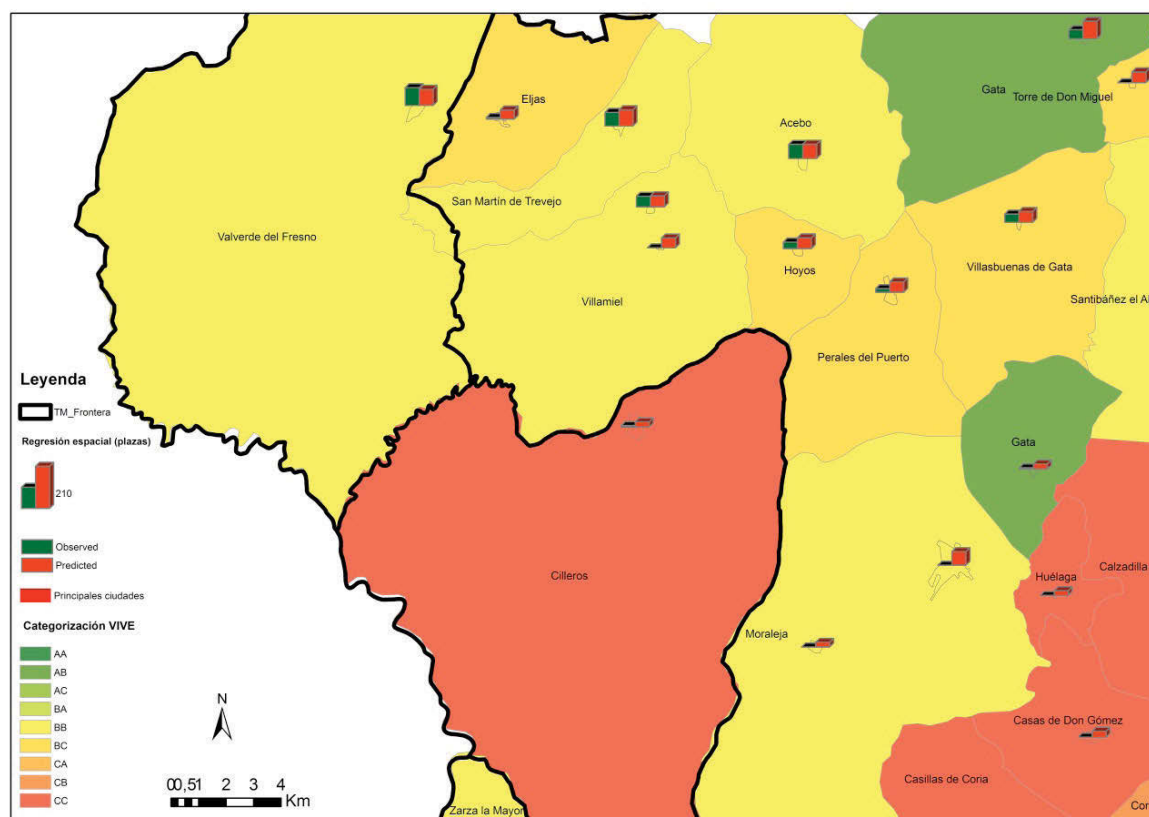 Gata
Torre de Don Miguel
Eljas
Acebo
San Martín de Trevejo
Valverde del Fresno
Hoyos
Villasbuenas de Gata
Villamiel
Santibáñez el Al
Perales del Puerto
Leyenda
TM_Frontera
Regresión espacial (plazas)
210
Observed
Predicted
Principales ciudades
Categorización VIVE
AA
AB
AC
BA
BB
BC
CA
CB
CC
N
00,51 2 3 4
Km
Gata
Cilleros
Huélaga
Calzadilla
Moraleja
Casas de Don Gómez
Casillas de Coria
Zarza la Mayor
Cor